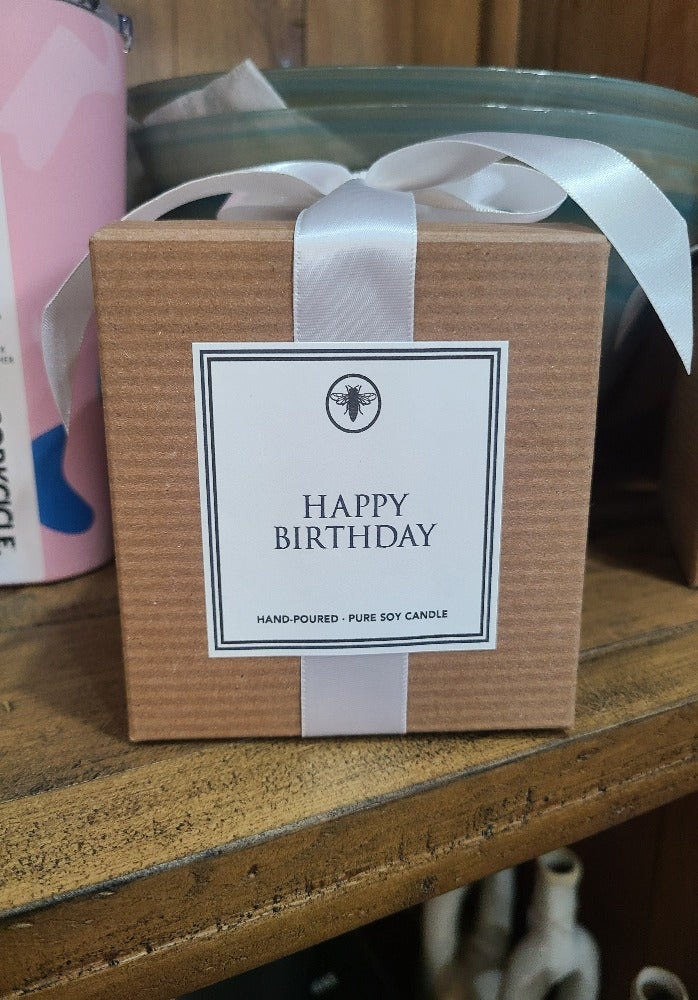 HAPPY
BIRTHDAY
HAND-POURED · PURE SOY CANDLE